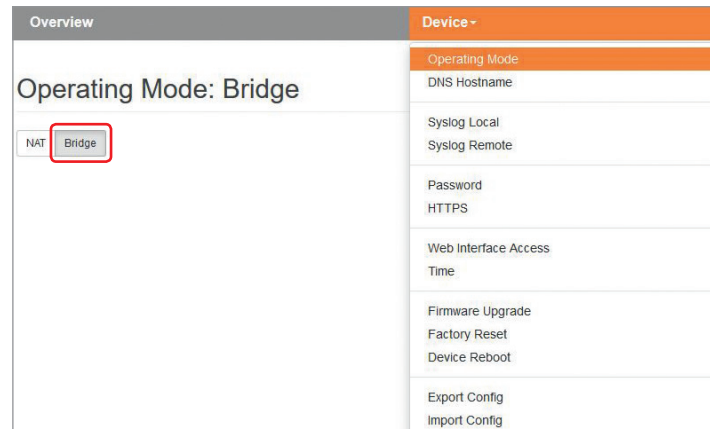 Overview
Device
Operating Mode: Bridge
NAT Bridge
Operating Mode
DNS Hostname
Syslog Local
Syslog Remote
Password
HTTPS
Web Interface Access
Time
Firmware Upgrade
Factory Reset
Device Reboot
Export Config
Import Config